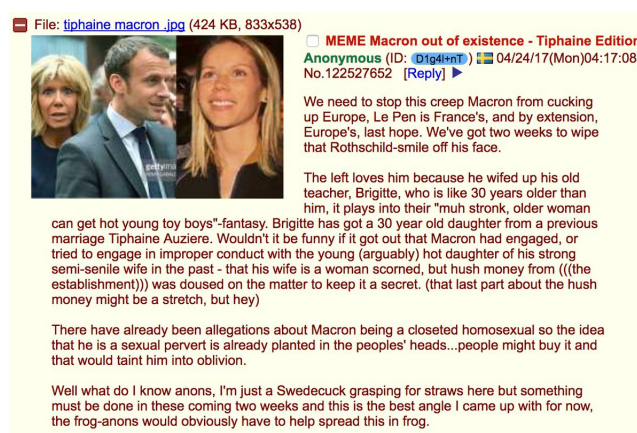 File: tiphaine macron .jpg (424 KB, 833x538)
MEME Macron out of existence - Tiphaine Edition
Anonymous (ID: D1g4l+nT) 04/24/17(Mon)04:17:08
No.122527652 [Reply] ▶
We need to stop this creep Macron from cucking
up Europe, Le Pen is France's, and by extension,
Europe's, last hope. We've got two weeks to wipe
that Rothschild-smile off his face.
The left loves him because he wifed up his old
teacher, Brigitte, who is like 30 years older than
him, it plays into their "muh stronk, older woman
can get hot young toy boys"-fantasy. Brigitte has got a 30 year old daughter from a previous
marriage Tiphaine Auziere. Wouldn't it be funny if it got out that Macron had engaged, or
tried to engage in improper conduct with the young (arguably) hot daughter of his strong
semi-senile wife in the past - that his wife is a woman scorned, but hush money from (((the
establishment))) was doused on the matter to keep it a secret. (that last part about the hush
money might be a stretch, but hey)
There have already been allegations about Macron being a closeted homosexual so the idea
that he is a sexual pervert is already planted in the peoples' heads...people might buy it and
that would taint him into oblivion.
Well what do I know anons, I'm just a Swedecuck grasping for straws here but something
must be done in these coming two weeks and this is the best angle I came up with for now,
the frog-anons would obviously have to help spread this in frog.